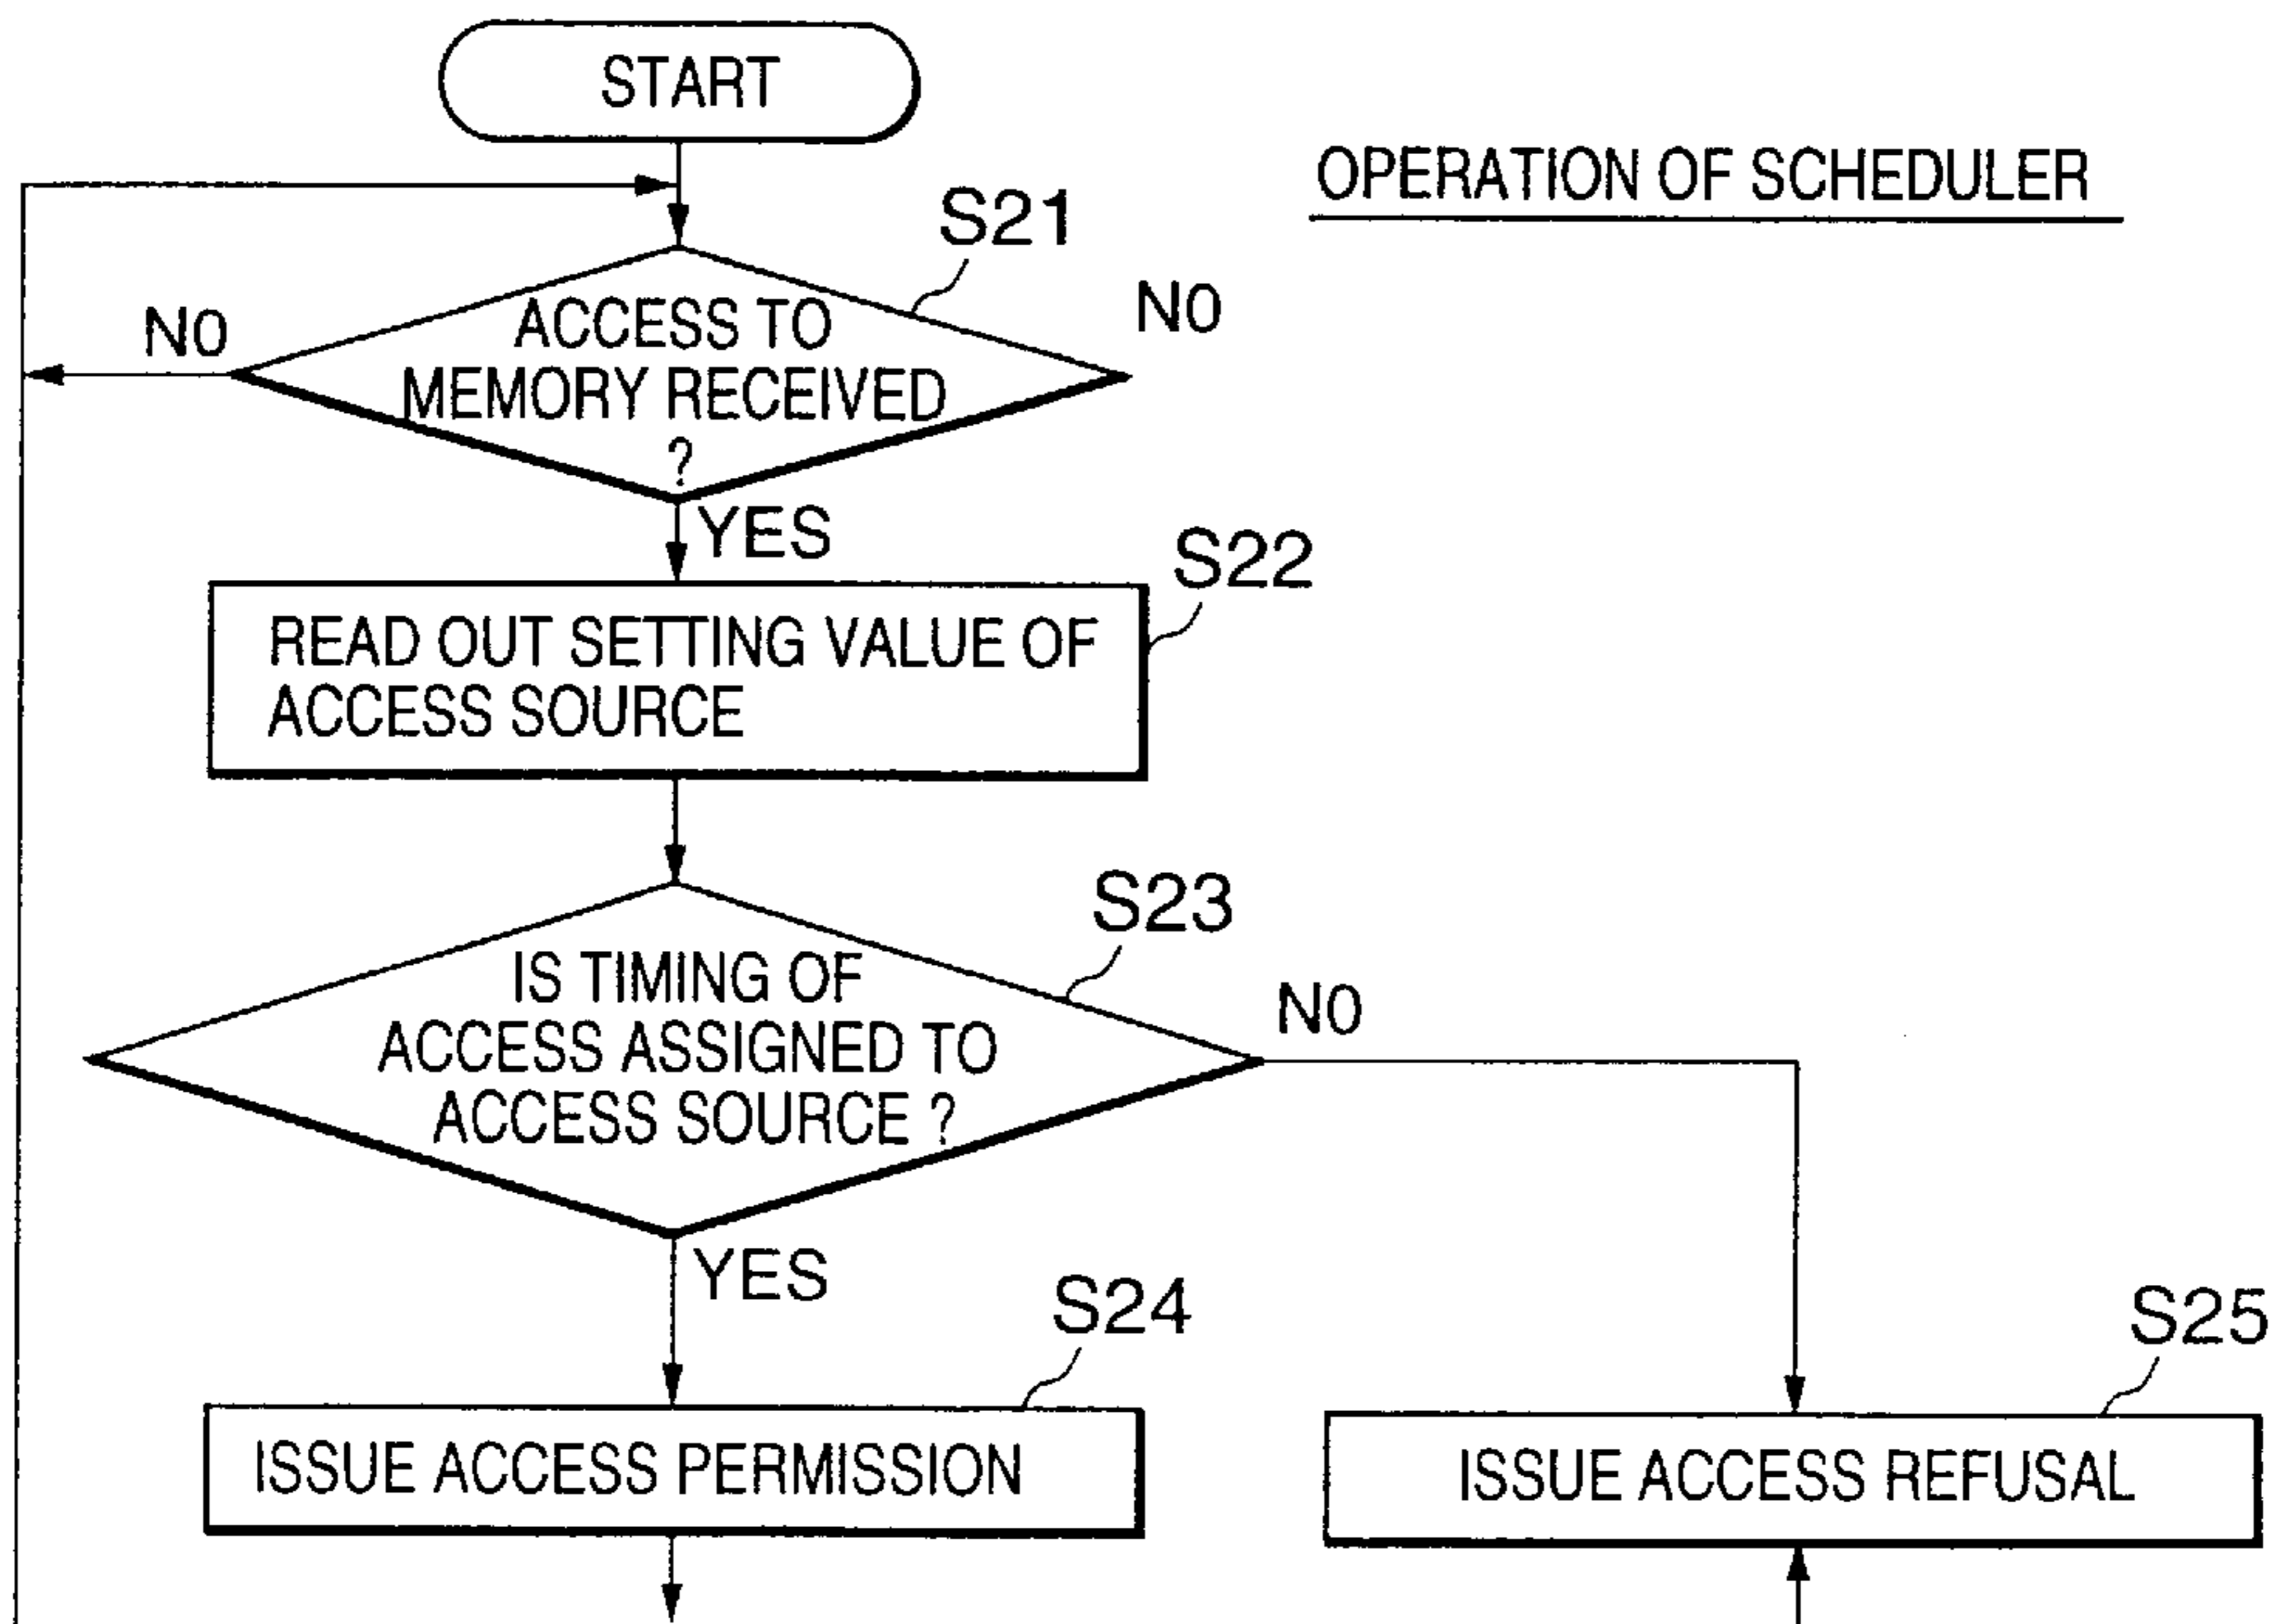 START
OPERATION OF SCHEDULER
S21
NO
NO
ACCESS TO
MEMORY RECEIVED
?
YES
S22
READ OUT SETTING VALUE OF
ACCESS SOURCE
S23
IS TIMING OF
ACCESS ASSIGNED TO
ACCESS SOURCE ?
NO
YES
S24
S25
ISSUE ACCESS PERMISSION
ISSUE ACCESS REFUSAL